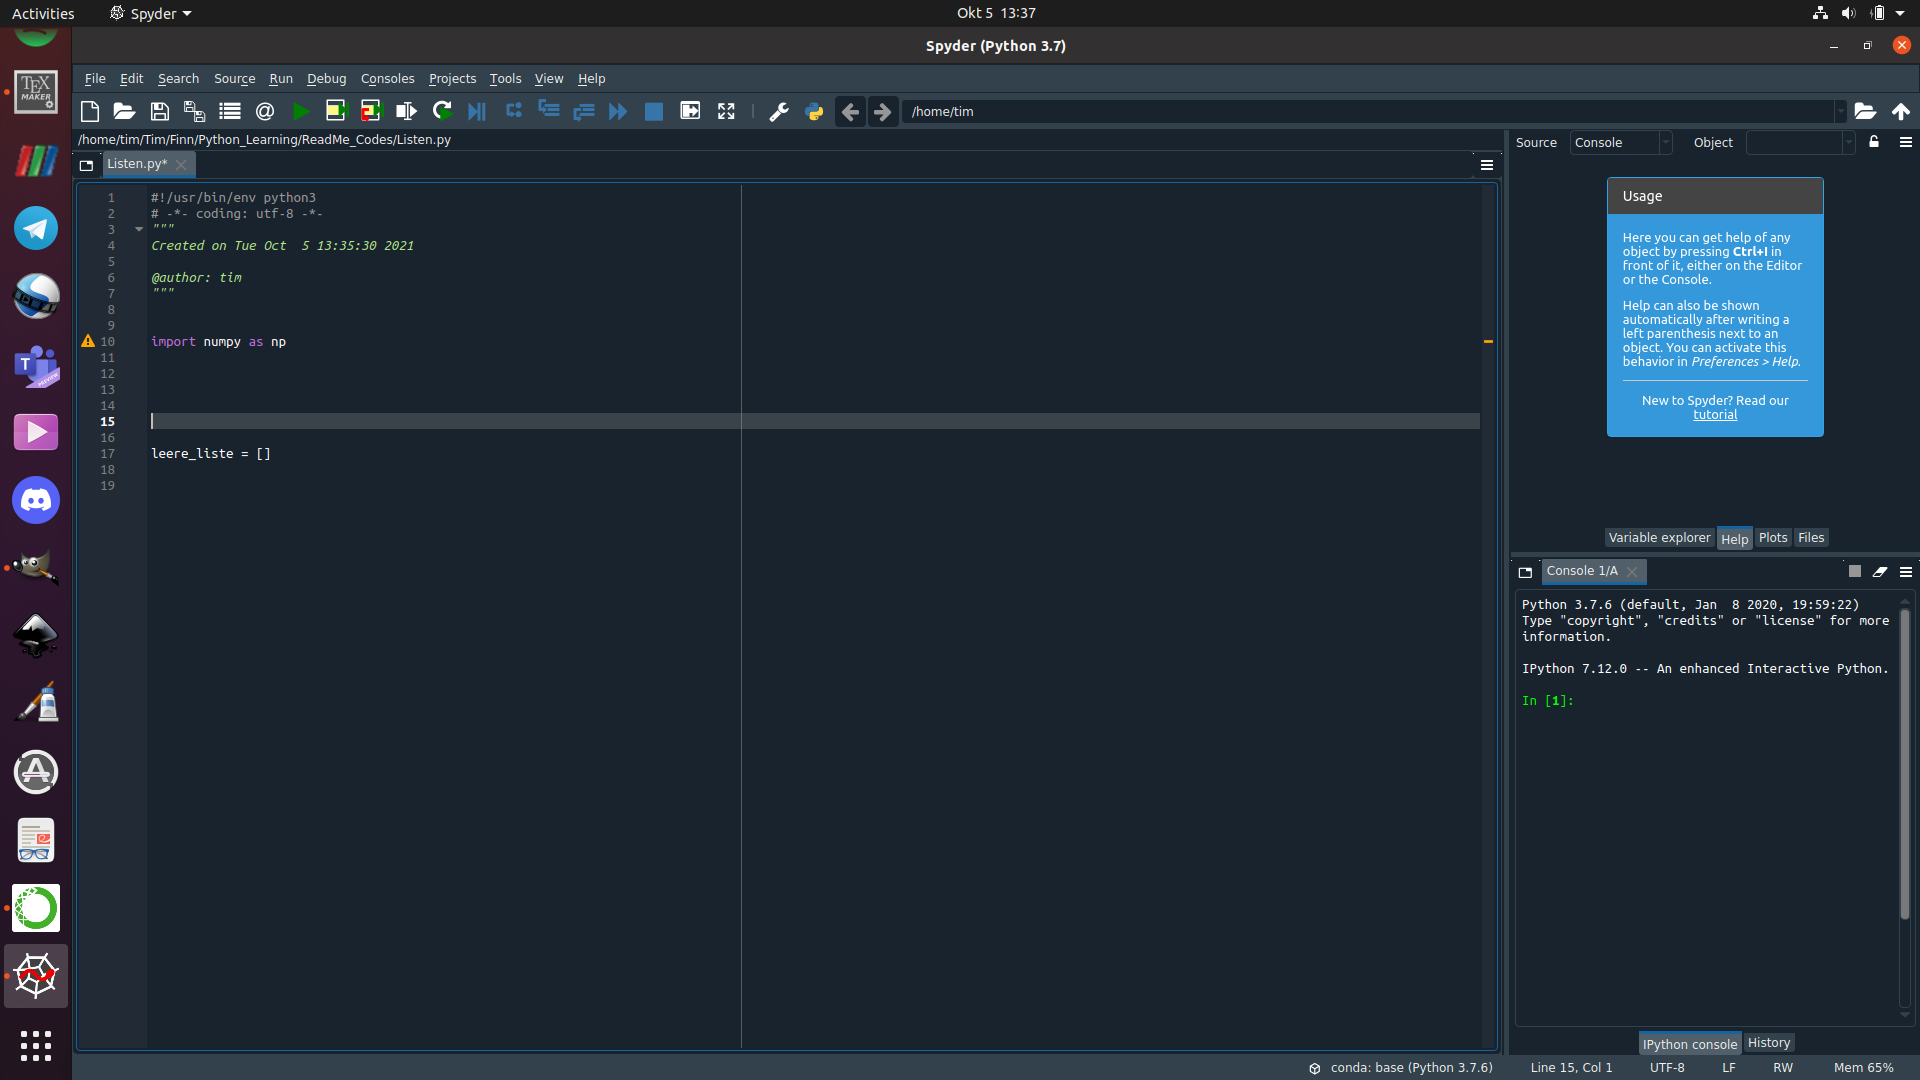 Activities
Spyder
Okt 5 13:37
Spyder (Python 3.7)
File Edit Search Source Run Debug Consoles Projects Tools View Help
/home/tim
/home/tim/Tim/Finn/Python_Learning/ReadMe_Codes/Listen.py
Listen.py*
1 #!/usr/bin/env python3
2 # -*- coding: utf-8 -*-
3 """
4 Created on Tue Oct  5 13:35:30 2021
5
6 @author: tim
7 """
8
9
10 import numpy as np
11
12
13
14
15
16
17 leere_liste = []
18
19
Source Console Object
Usage
Here you can get help of any
object by pressing Ctrl+I in
front of it, either on the Editor
or the Console.
Help can also be shown
automatically after writing a
left parenthesis next to an
object. You can activate this
behavior in Preferences > Help.
New to Spyder? Read our
tutorial
Variable explorer Help Plots Files
Console 1/A
Python 3.7.6 (default, Jan  8 2020, 19:59:22)
Type "copyright", "credits" or "license" for more
information.
IPython 7.12.0 -- An enhanced Interactive Python.
In [1]:
IPython console History
conda: base (Python 3.7.6) Line 15, Col 1 UTF-8 LF RW Mem 65%
TEX
MAKER
T
PREVIEW